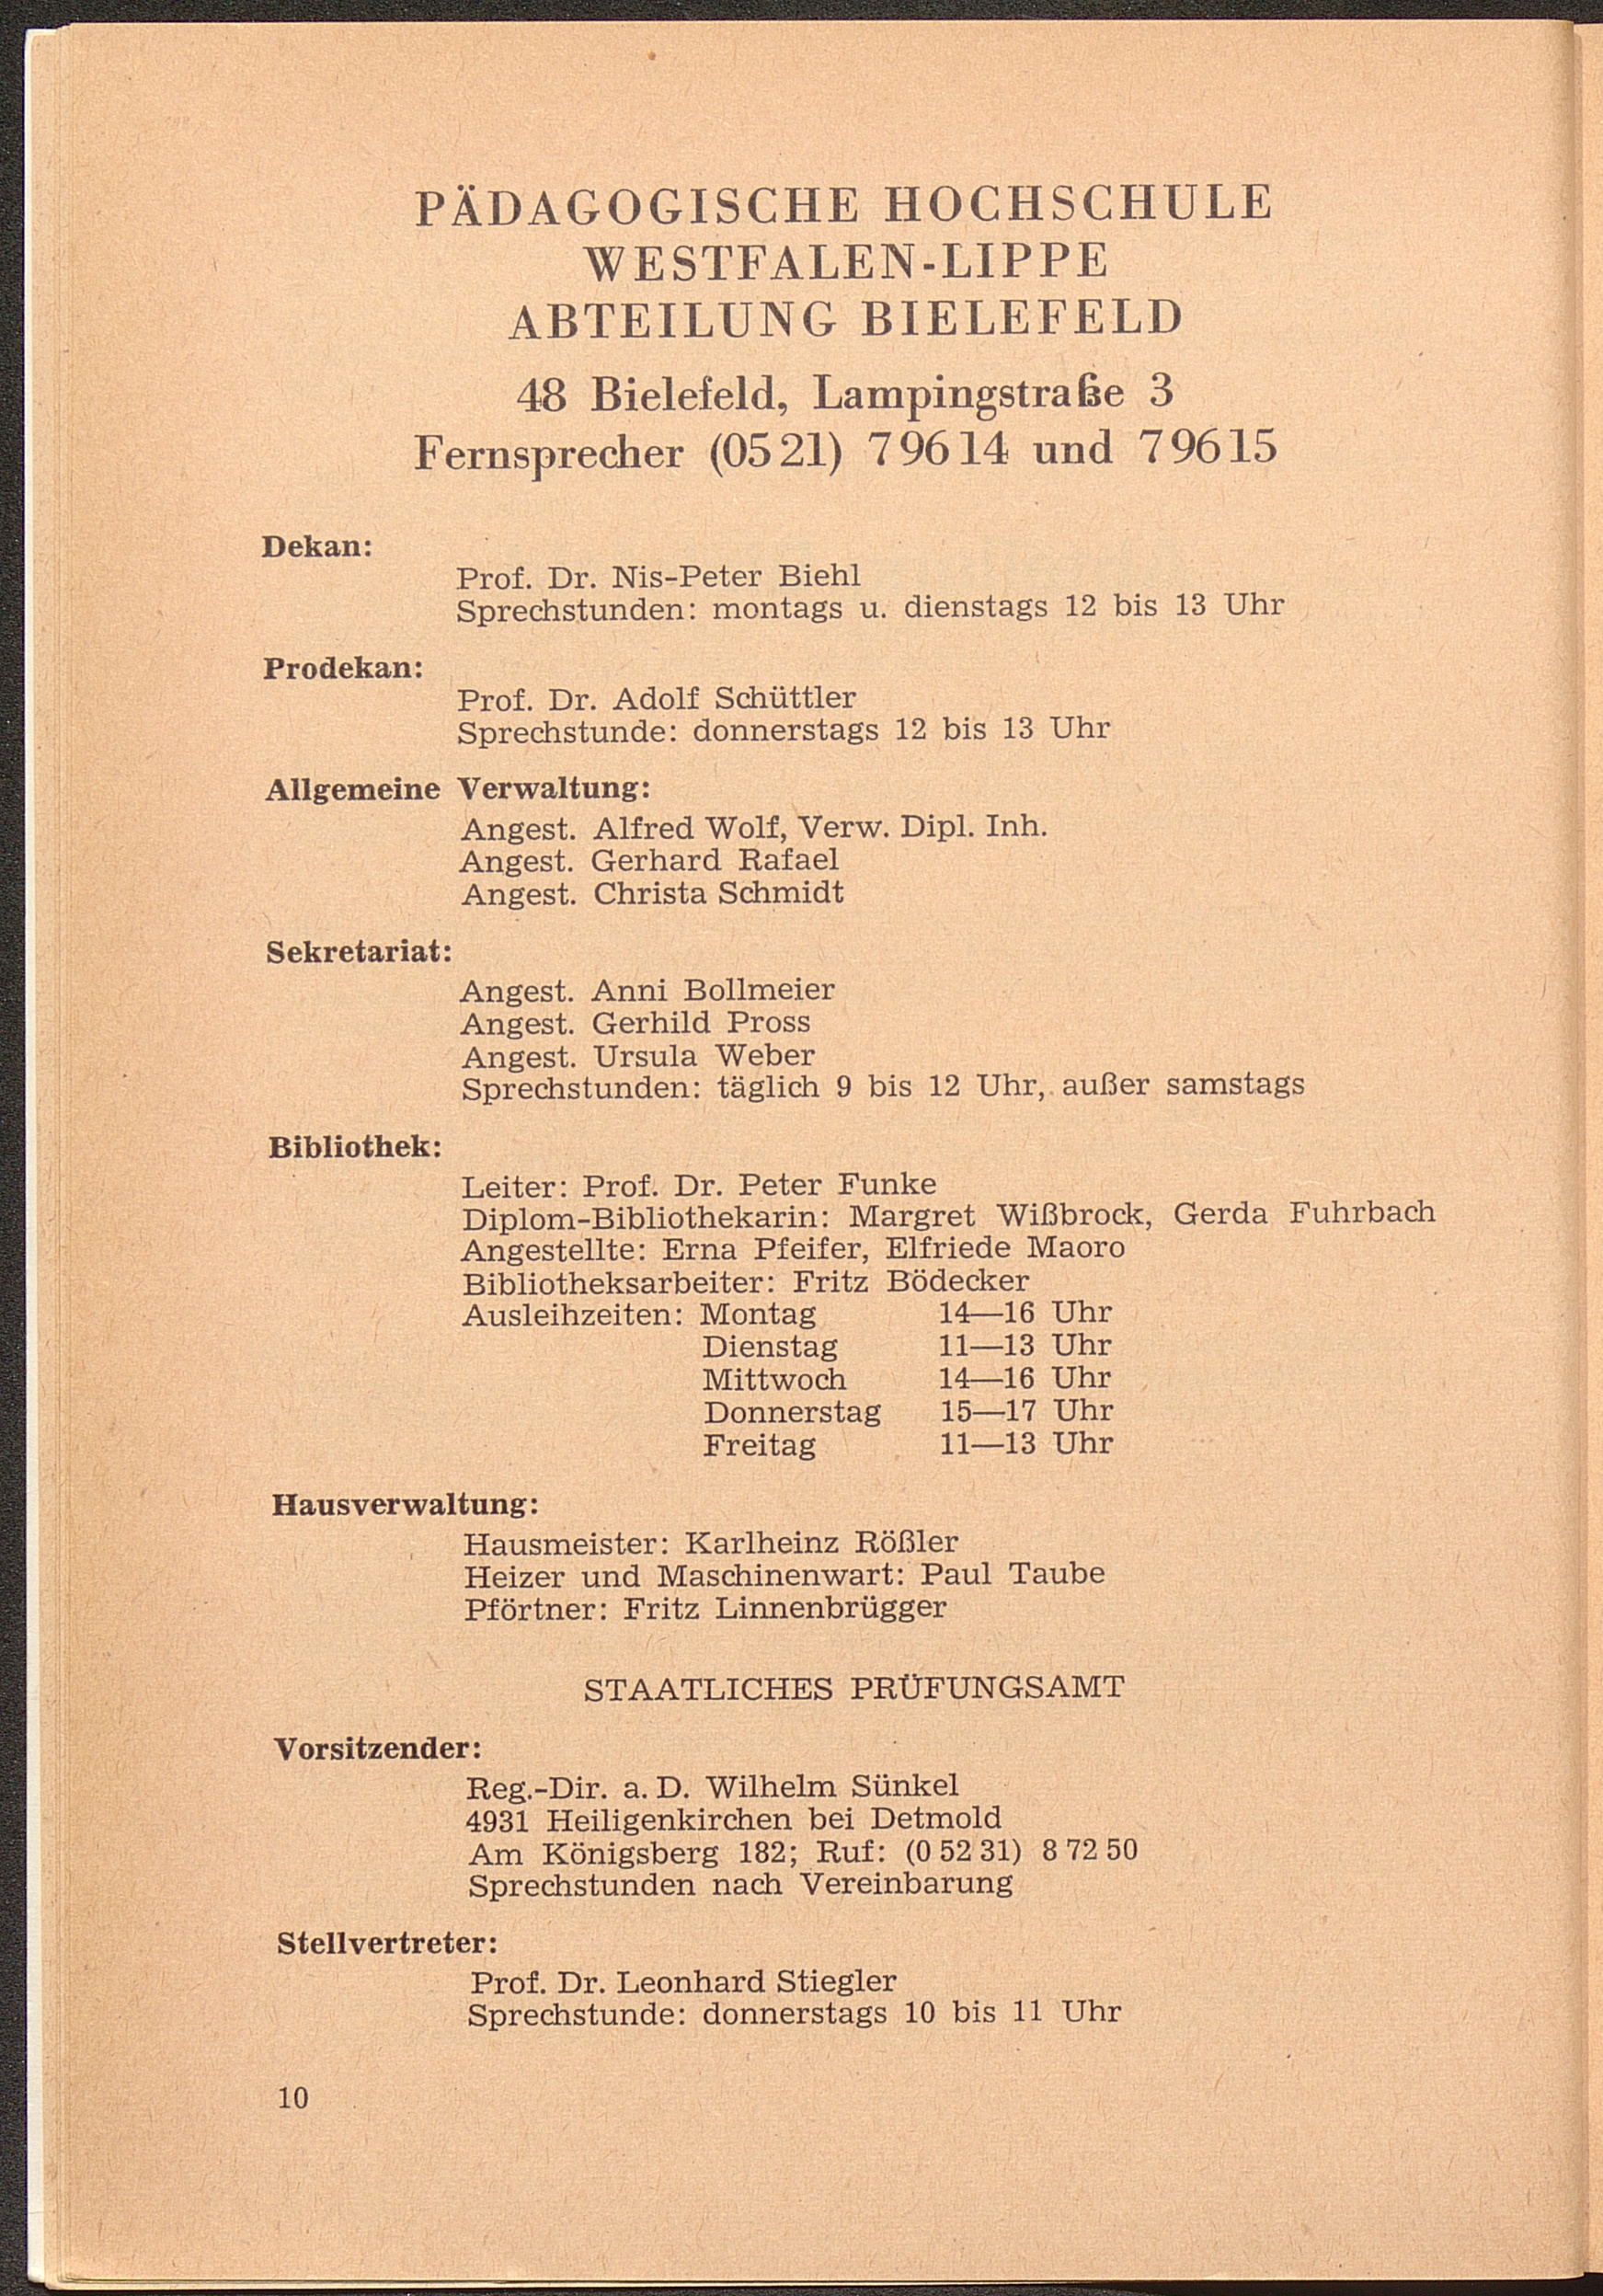 PÄDAGOGISCHE HOCHSCHULE
WESTFALEN-LIPPE
ABTEILUNG BIELEFELD
48 Bielefeld, Lampingstraße 3
Fernsprecher (05 21) 7 96 14 und 7 96 15
Dekan:
Prof. Dr. Nis-Peter Biehl
Sprechstunden: montags u. dienstags 12 bis 13 Uhr
Prodekan:
Prof. Dr. Adolf Schüttler
Sprechstunde: donnerstags 12 bis 13 Uhr
Allgemeine Verwaltung:
Angest. Alfred Wolf, Verw. Dipl. Inh.
Angest. Gerhard Rafael
Angest. Christa Schmidt
Sekretariat:
Angest. Anni Bollmeier
Angest. Gerhild Pross
Angest. Ursula Weber
Sprechstunden: täglich 9 bis 12 Uhr, außer samstags
Bibliothek:
Leiter: Prof. Dr. Peter Funke
Diplom-Bibliothekarin: Margret Wißbrock, Gerda Fuhrbach
Angestellte: Erna Pfeifer, Elfriede Maoro
Bibliotheksarbeiter: Fritz Bödecker
Ausleihzeiten: Montag 14—16 Uhr
Dienstag 11—13 Uhr
Mittwoch 14—16 Uhr
Donnerstag 15—17 Uhr
Freitag 11—13 Uhr
Hausverwaltung:
Hausmeister: Karlheinz Rößler
Heizer und Maschinenwart: Paul Taube
Pförtner: Fritz Linnenbrügger
STAATLICHES PRÜFUNGSAMT
Vorsitzender:
Reg.-Dir. a. D. Wilhelm Sünkel
4931 Heiligenkirchen bei Detmold
Am Königsberg 182; Ruf: (0 52 31) 8 72 50
Sprechstunden nach Vereinbarung
Stellvertreter:
Prof. Dr. Leonhard Stiegler
Sprechstunde: donnerstags 10 bis 11 Uhr
10